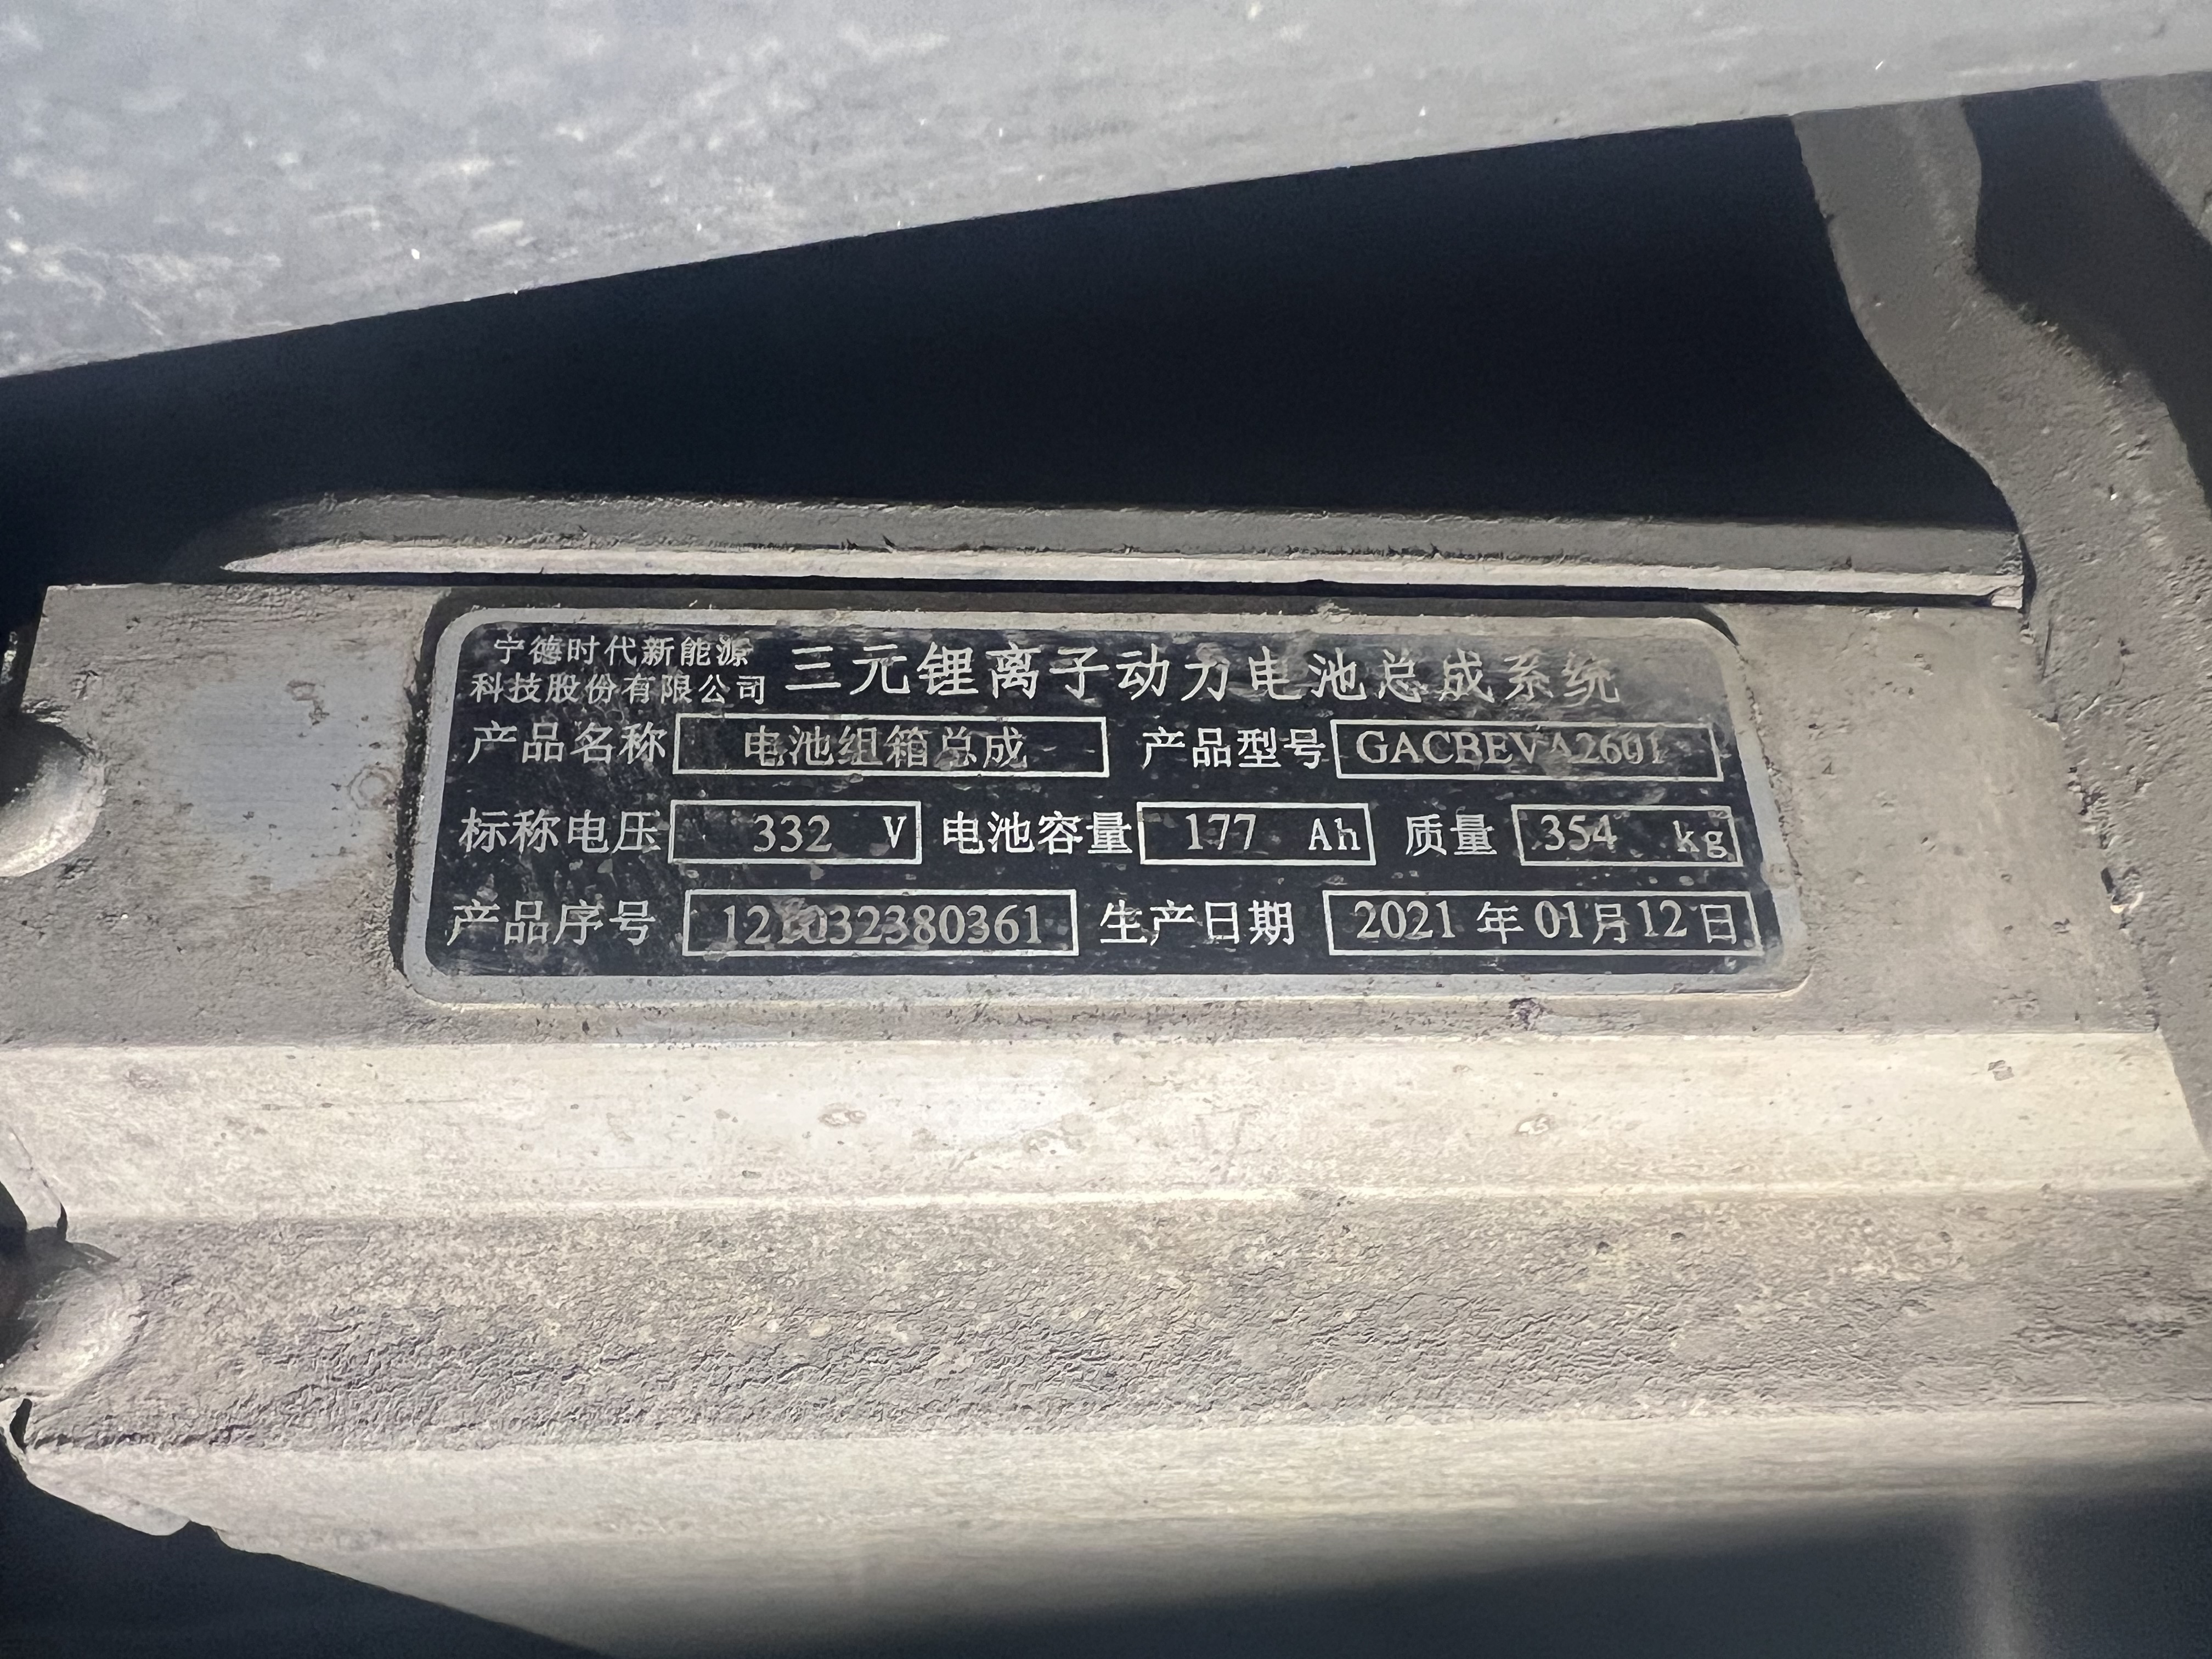 宁德时代新能源
科技股份有限公司
三元锂离子动力电池总成系统
产品名称 电池组箱总成 产品型号 GACBEVA2601
标称电压 332 V 电池容量 177 Ah 质量 354 kg
产品序号 121032380361 生产日期 2021 年 01月12日